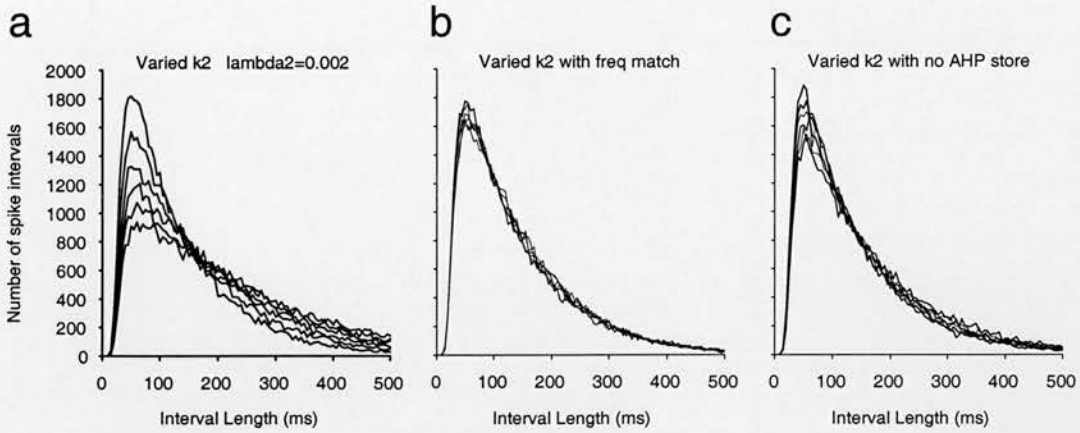 a
b
c
Varied k2 lambda2=0.002
Varied k2 with freq match
Varied k2 with no AHP store
Number of spike intervals
2000
1800
1600
1400
1200
1000
800
600
400
200
0
0 100 200 300 400 500
0 100 200 300 400 500
0 100 200 300 400 500
Interval Length (ms)
Interval Length (ms)
Interval Length (ms)